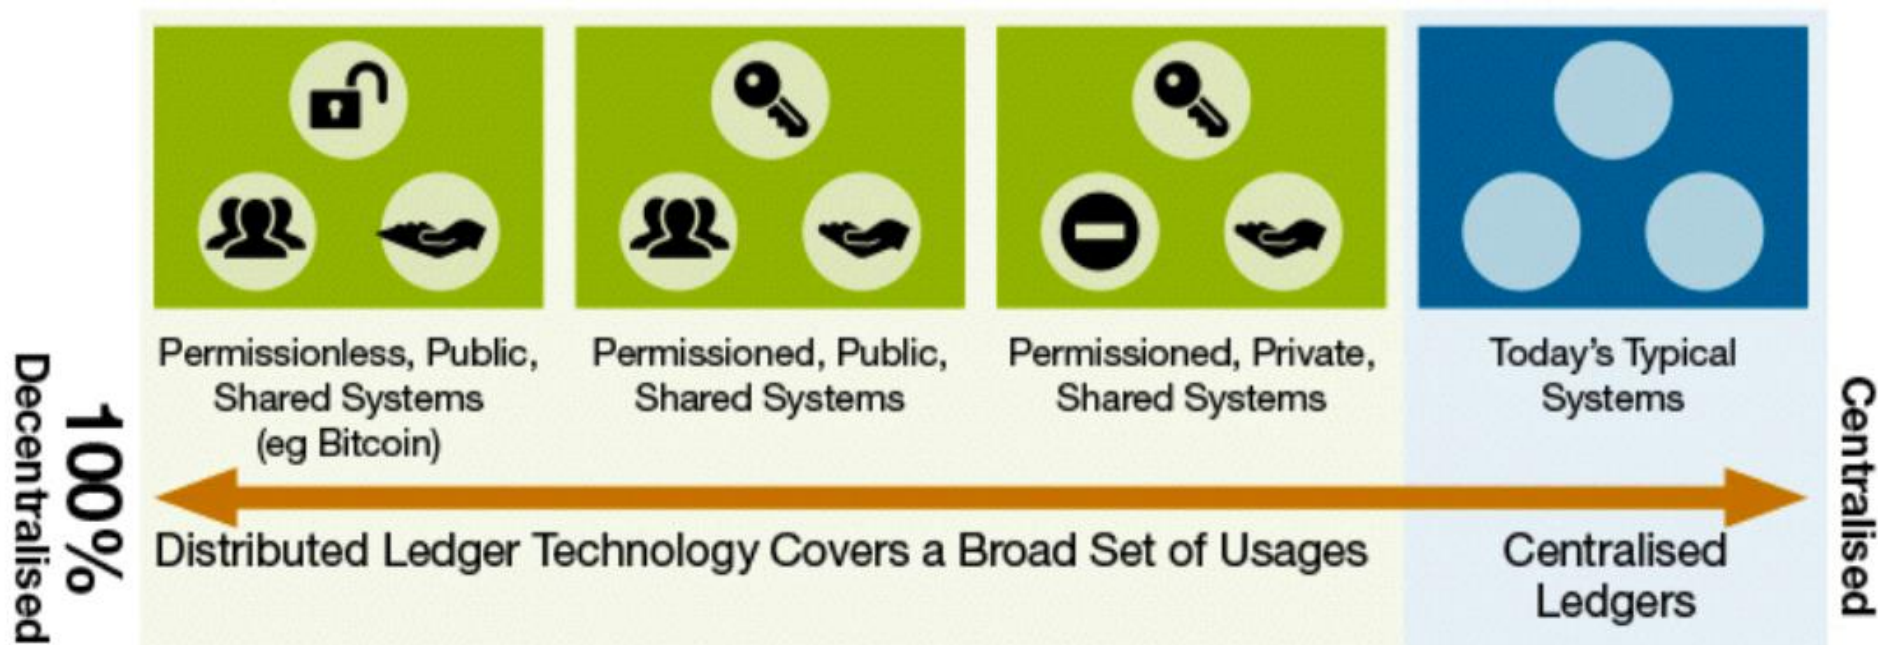 Permissionless, Public,
Shared Systems
(eg Bitcoin)
Permissioned, Public,
Shared Systems
Permissioned, Private,
Shared Systems
Today's Typical
Systems
100%
Decentralised
Centralised
Distributed Ledger Technology Covers a Broad Set of Usages
Centralised
Ledgers